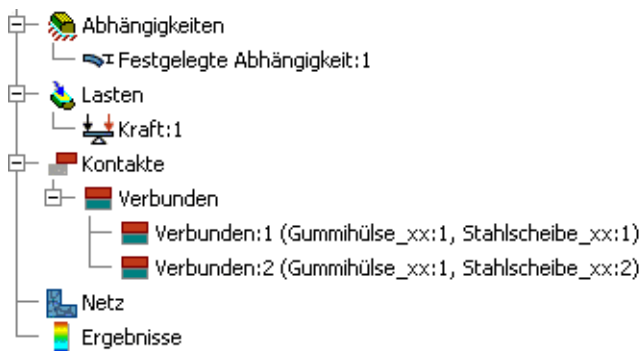 Abhängigkeiten
Festgelegte Abhängigkeit:1
Lasten
Kraft:1
Kontakte
Verbunden
Verbunden:1 (Gummihülse_xx:1, Stahlscheibe_xx:1)
Verbunden:2 (Gummihülse_xx:1, Stahlscheibe_xx:2)
Netz
Ergebnisse